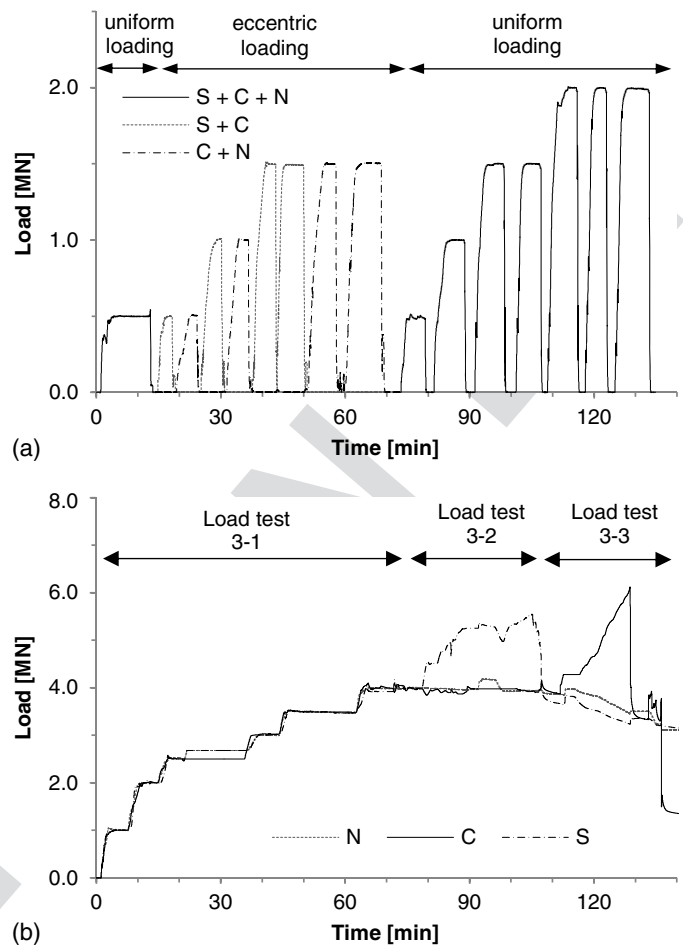 uniform loading
eccentric loading
uniform loading
2.0
S + C + N
S + C
C + N
Load [MN]
1.0
0.0
0 30 60 90 120
(a)
Time [min]
8.0
Load test 3-1
Load test 3-2
Load test 3-3
6.0
Load [MN]
4.0
2.0
N C S
0.0
0 30 60 90 120
(b)
Time [min]